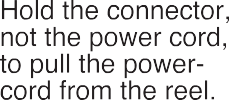 Hold the connector,
not the power cord,
to pull the power-
cord from the reel.